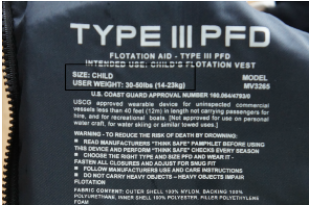 TYPE III PFD
FLOTATION AID - TYPE III PFD
INTENDED USE: CHILD'S FLOTATION VEST
SIZE: CHILD MODEL
USER WEIGHT: 30-50lbs (14-23kg) MV3265
U.S. COAST GUARD APPROVAL NUMBER 160.064/4793/0
USCG approved wearable device for uninspected commercial
vessels less than 40 feet (12m) in length not carrying passengers for
hire, and for recreational boats. [Not approved for use on personal
water craft, for water skiing or similar towed uses.]
WARNING - TO REDUCE THE RISK OF DEATH BY DROWNING:
READ MANUFACTURERS "THINK SAFE" PAMPHLET BEFORE USING
THIS DEVICE AND PERFORM "THINK SAFE" CHECKS EVERY SEASON
CHOOSE THE RIGHT TYPE AND SIZE PFD AND WEAR IT -
FASTEN ALL CLOSURES AND ADJUST FOR SNUG FIT
FOLLOW MANUFACTURERS USE AND CARE INSTRUCTIONS
DO NOT CARRY HEAVY OBJECTS - HEAVY OBJECTS IMPAIR
FLOTATION
FABRIC CONTENT: OUTER SHELL 100% NYLON, BACKING 100%
POLYURETHANE, INNER SHELL 100% POLYESTER, FILLER POLYETHYLENE
FOAM